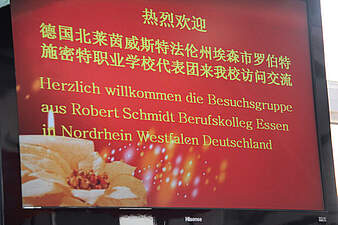 热烈欢迎
德国北莱茵威斯特法伦州埃森市罗伯特
施密特职业学校代表团来我校访问交流
Herzlich willkommen die Besuchsgruppe
aus Robert Schmidt Berufskolleg Essen
in Nordrhein Westfalen Deutschland
Hisense